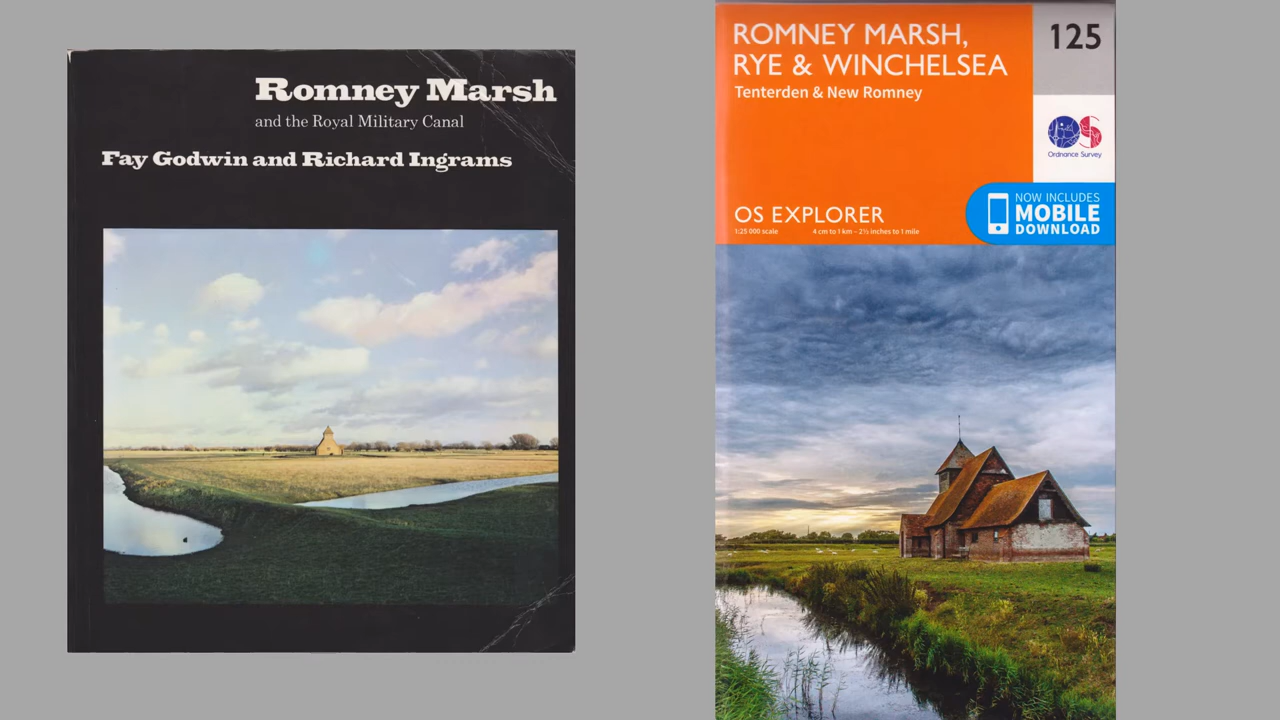 Romney Marsh
and the Royal Military Canal
Fay Godwin and Richard Ingrams
ROMNEY MARSH,
RYE & WINCHELSEA
Tenterden & New Romney
125
Ordnance Survey
NOW INCLUDES
MOBILE
DOWNLOAD
OS EXPLORER
1:25 000 scale
4 cm to 1 km - 2½ inches to 1 mile